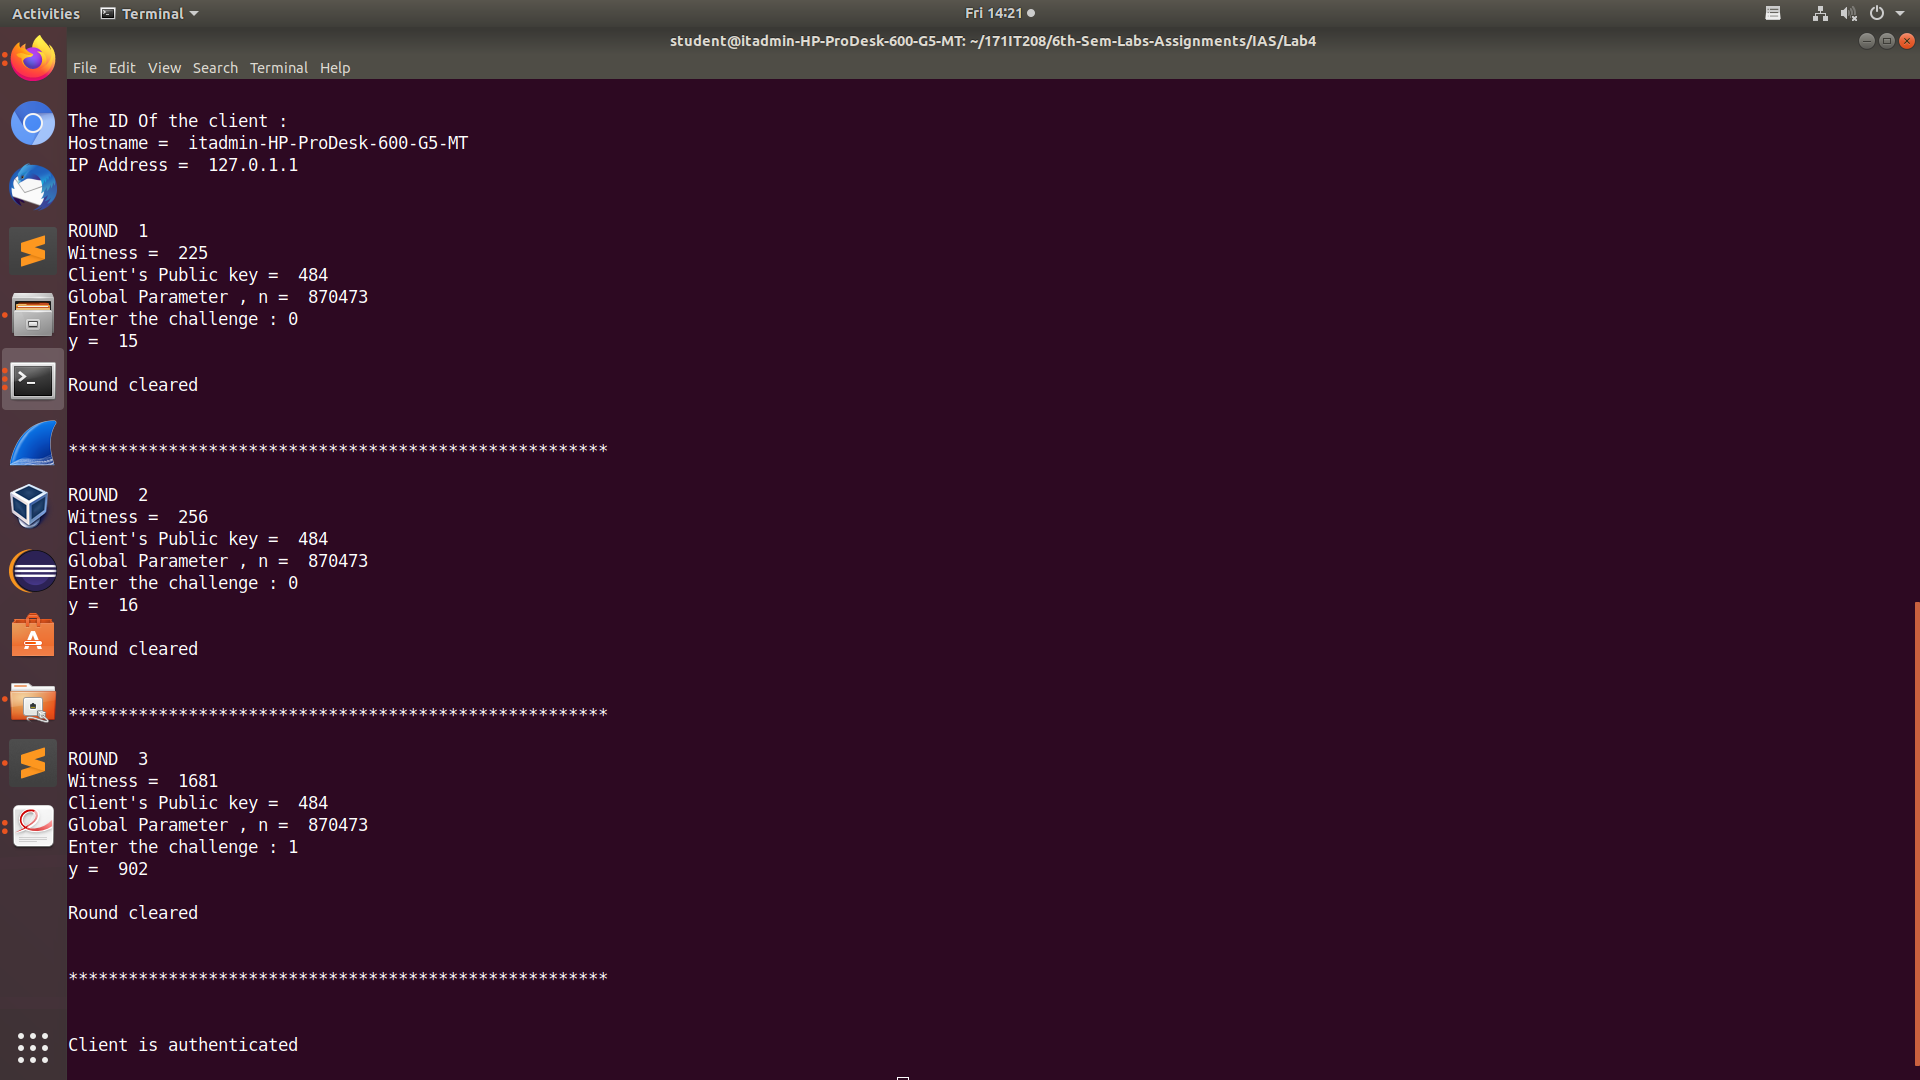 Activities Terminal Fri 14:21
student@itadmin-HP-ProDesk-600-G5-MT: ~/171IT208/6th-Sem-Labs-Assignments/IAS/Lab4
File Edit View Search Terminal Help
The ID Of the client :
Hostname =  itadmin-HP-ProDesk-600-G5-MT
IP Address =  127.0.1.1
ROUND  1
Witness =  225
Client's Public key =  484
Global Parameter , n =  870473
Enter the challenge : 0
y =  15
Round cleared
******************************************************
ROUND  2
Witness =  256
Client's Public key =  484
Global Parameter , n =  870473
Enter the challenge : 0
y =  16
Round cleared
******************************************************
ROUND  3
Witness =  1681
Client's Public key =  484
Global Parameter , n =  870473
Enter the challenge : 1
y =  902
Round cleared
******************************************************
Client is authenticated